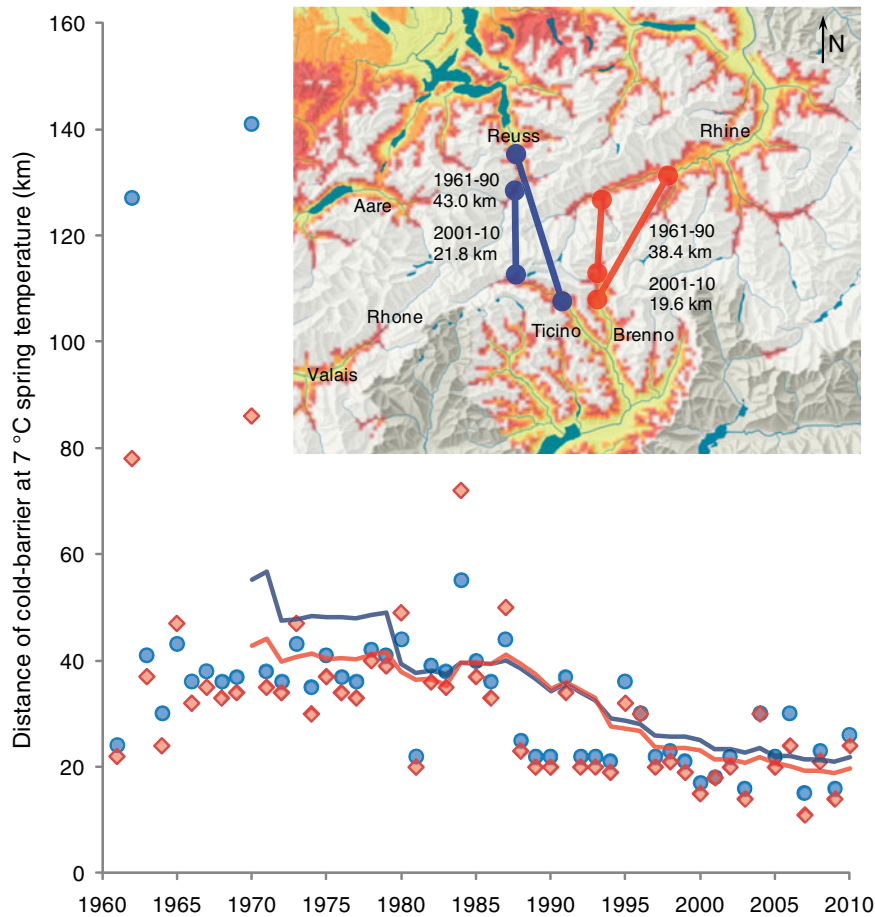 Distance of cold-barrier at 7 °C spring temperature (km)
160
140
120
100
80
60
40
20
0
1960 1965 1970 1975 1980 1985 1990 1995 2000 2005 2010
N
Reuss
Rhine
1961-90
43.0 km
Aare
2001-10
21.8 km
1961-90
38.4 km
2001-10
19.6 km
Rhone
Ticino
Brenno
Valais